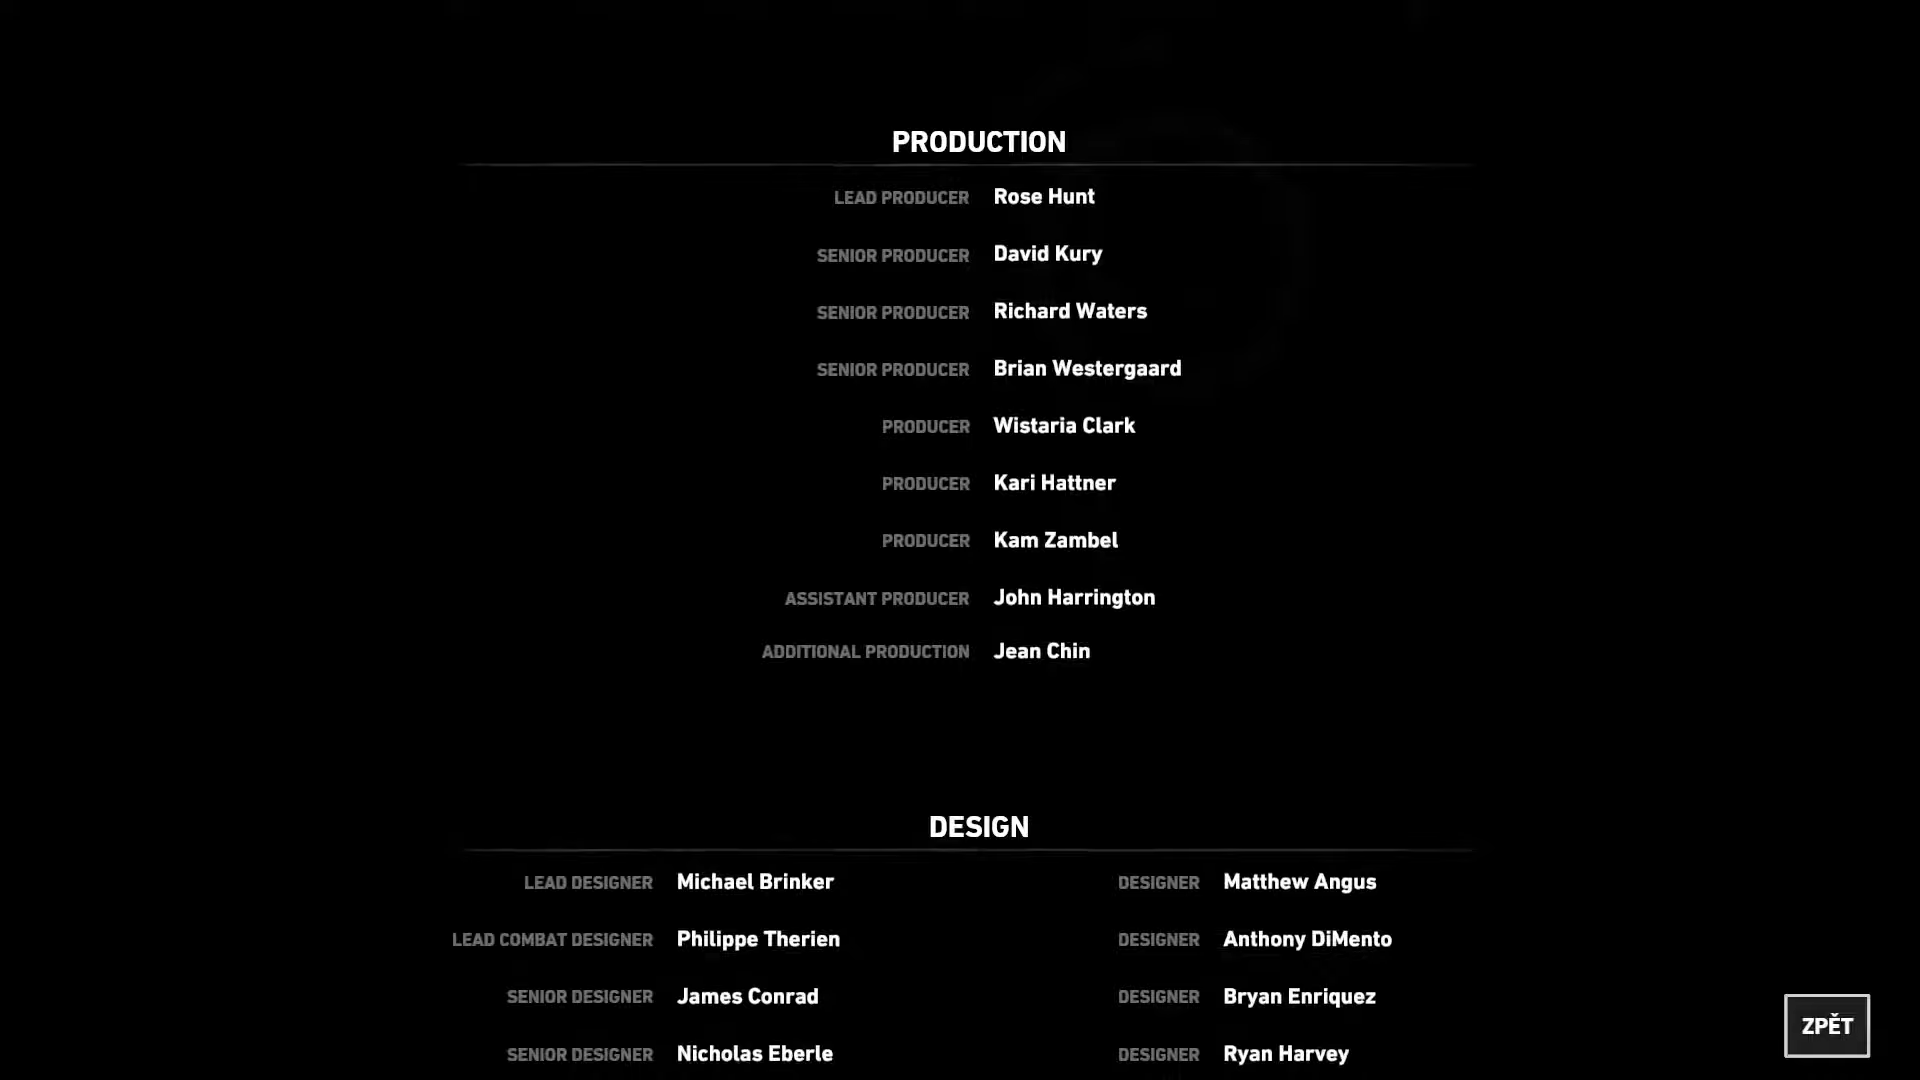 PRODUCTION
LEAD PRODUCER Rose Hunt
SENIOR PRODUCER David Kury
SENIOR PRODUCER Richard Waters
SENIOR PRODUCER Brian Westergaard
PRODUCER Wistaria Clark
PRODUCER Kari Hattner
PRODUCER Kam Zambel
ASSISTANT PRODUCER John Harrington
ADDITIONAL PRODUCTION Jean Chin
DESIGN
LEAD DESIGNER Michael Brinker DESIGNER Matthew Angus
LEAD COMBAT DESIGNER Philippe Therien DESIGNER Anthony DiMento
SENIOR DESIGNER James Conrad DESIGNER Bryan Enriquez
SENIOR DESIGNER Nicholas Eberle DESIGNER Ryan Harvey
ZPĚT